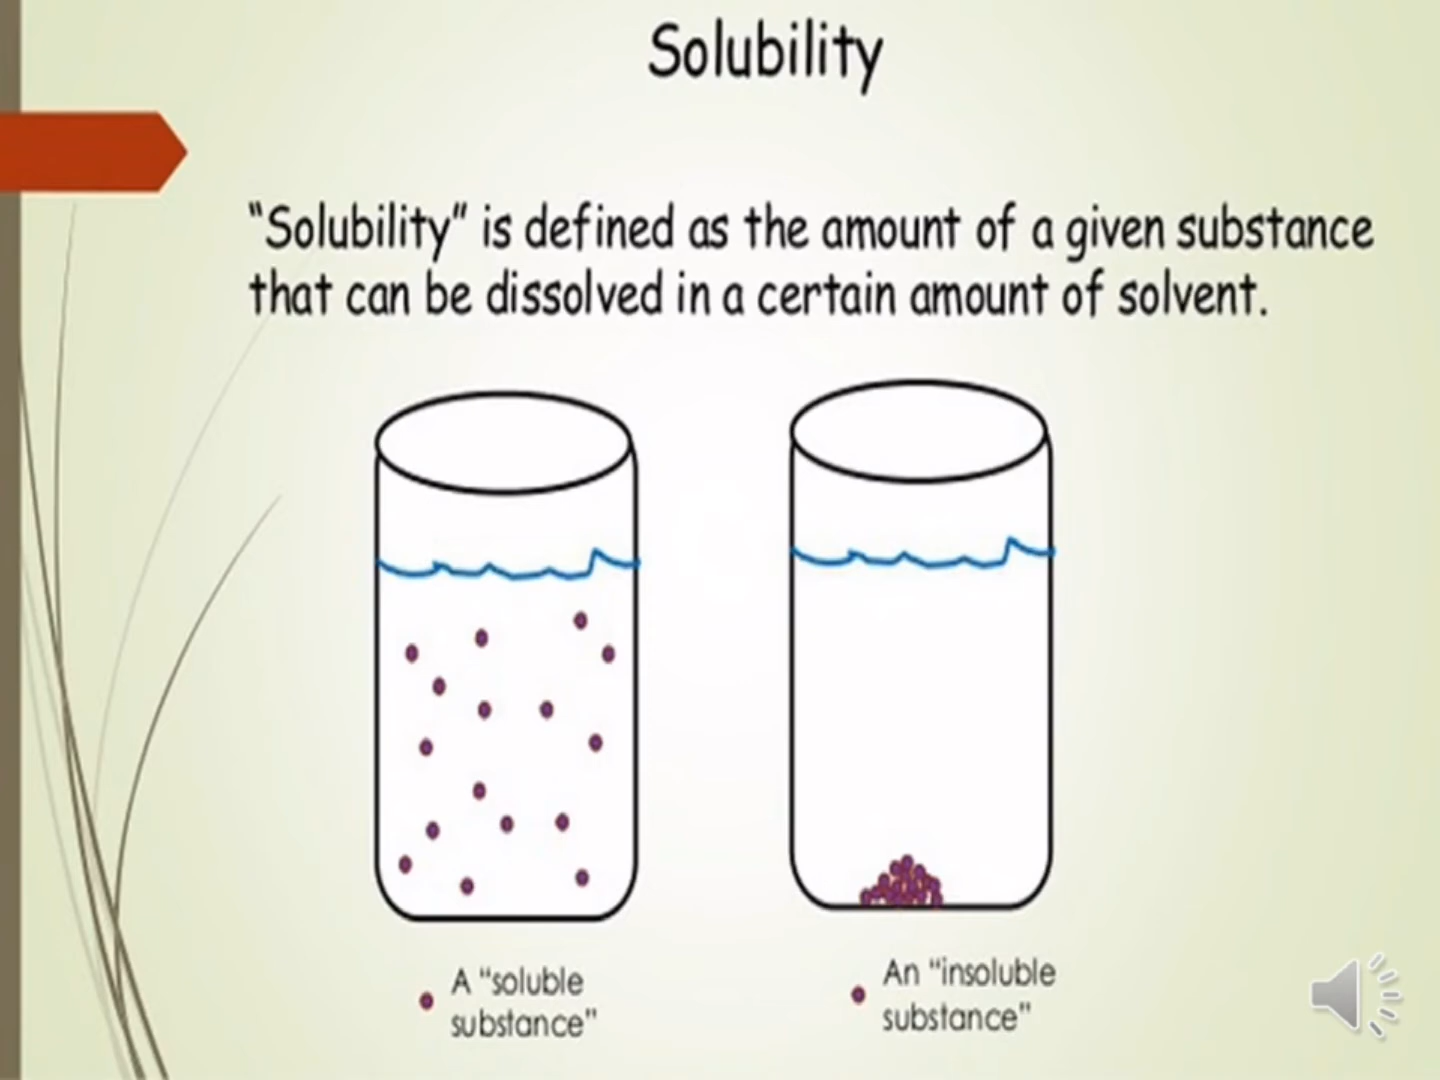 Solubility
“Solubility” is defined as the amount of a given substance
that can be dissolved in a certain amount of solvent.
A "soluble
substance"
An "insoluble
substance"